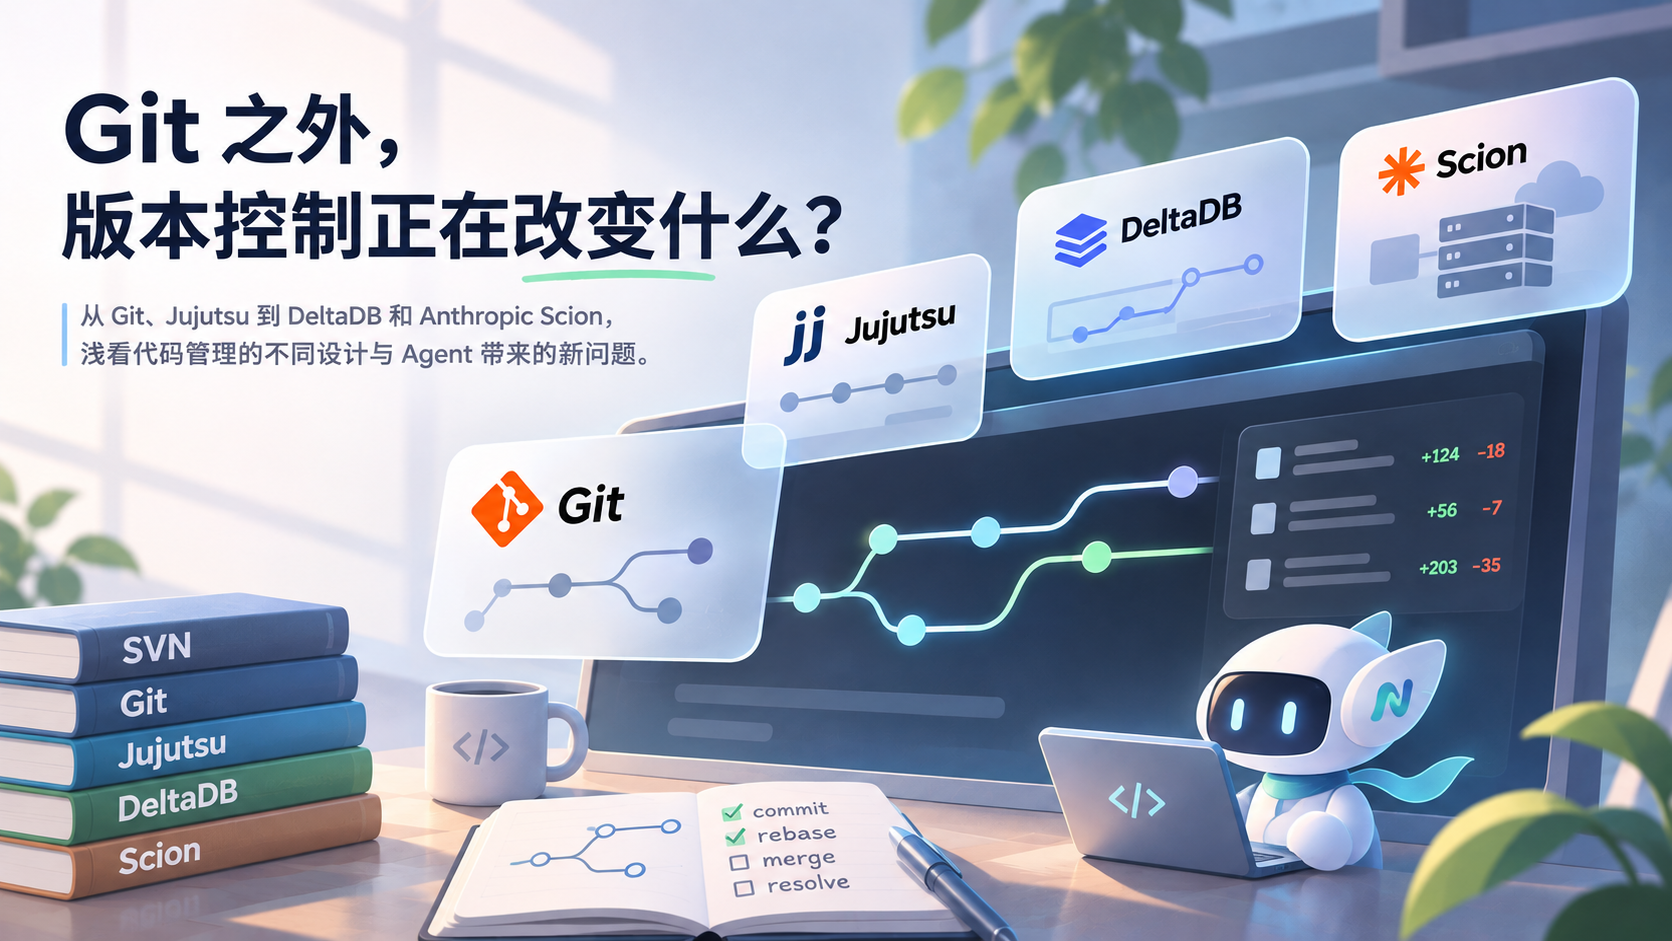 Git 之外，
版本控制正在改变什么？
从 Git、Jujutsu 到 DeltaDB 和 Anthropic Scion，
浅看代码管理的不同设计与 Agent 带来的新问题。
Scion
DeltaDB
jj Jujutsu
Git
+124 -18
+56 -7
+203 -35
SVN
Git
Jujutsu
DeltaDB
Scion
</>
commit
rebase
merge
resolve
</>
N